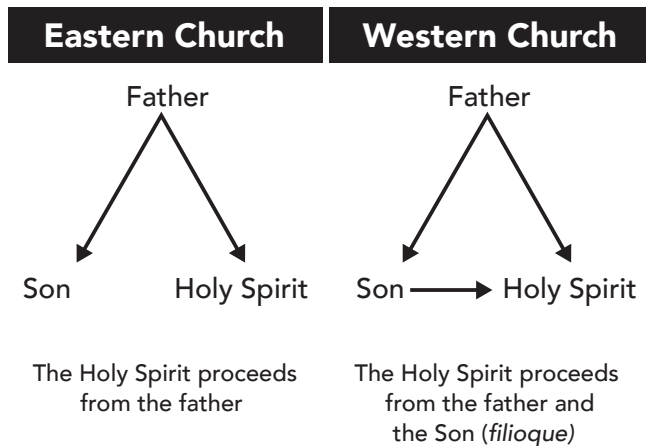 Eastern Church
Western Church
Father
Father
Son
Holy Spirit
Son
Holy Spirit
The Holy Spirit proceeds
from the father
The Holy Spirit proceeds
from the father and
the Son (filioque)